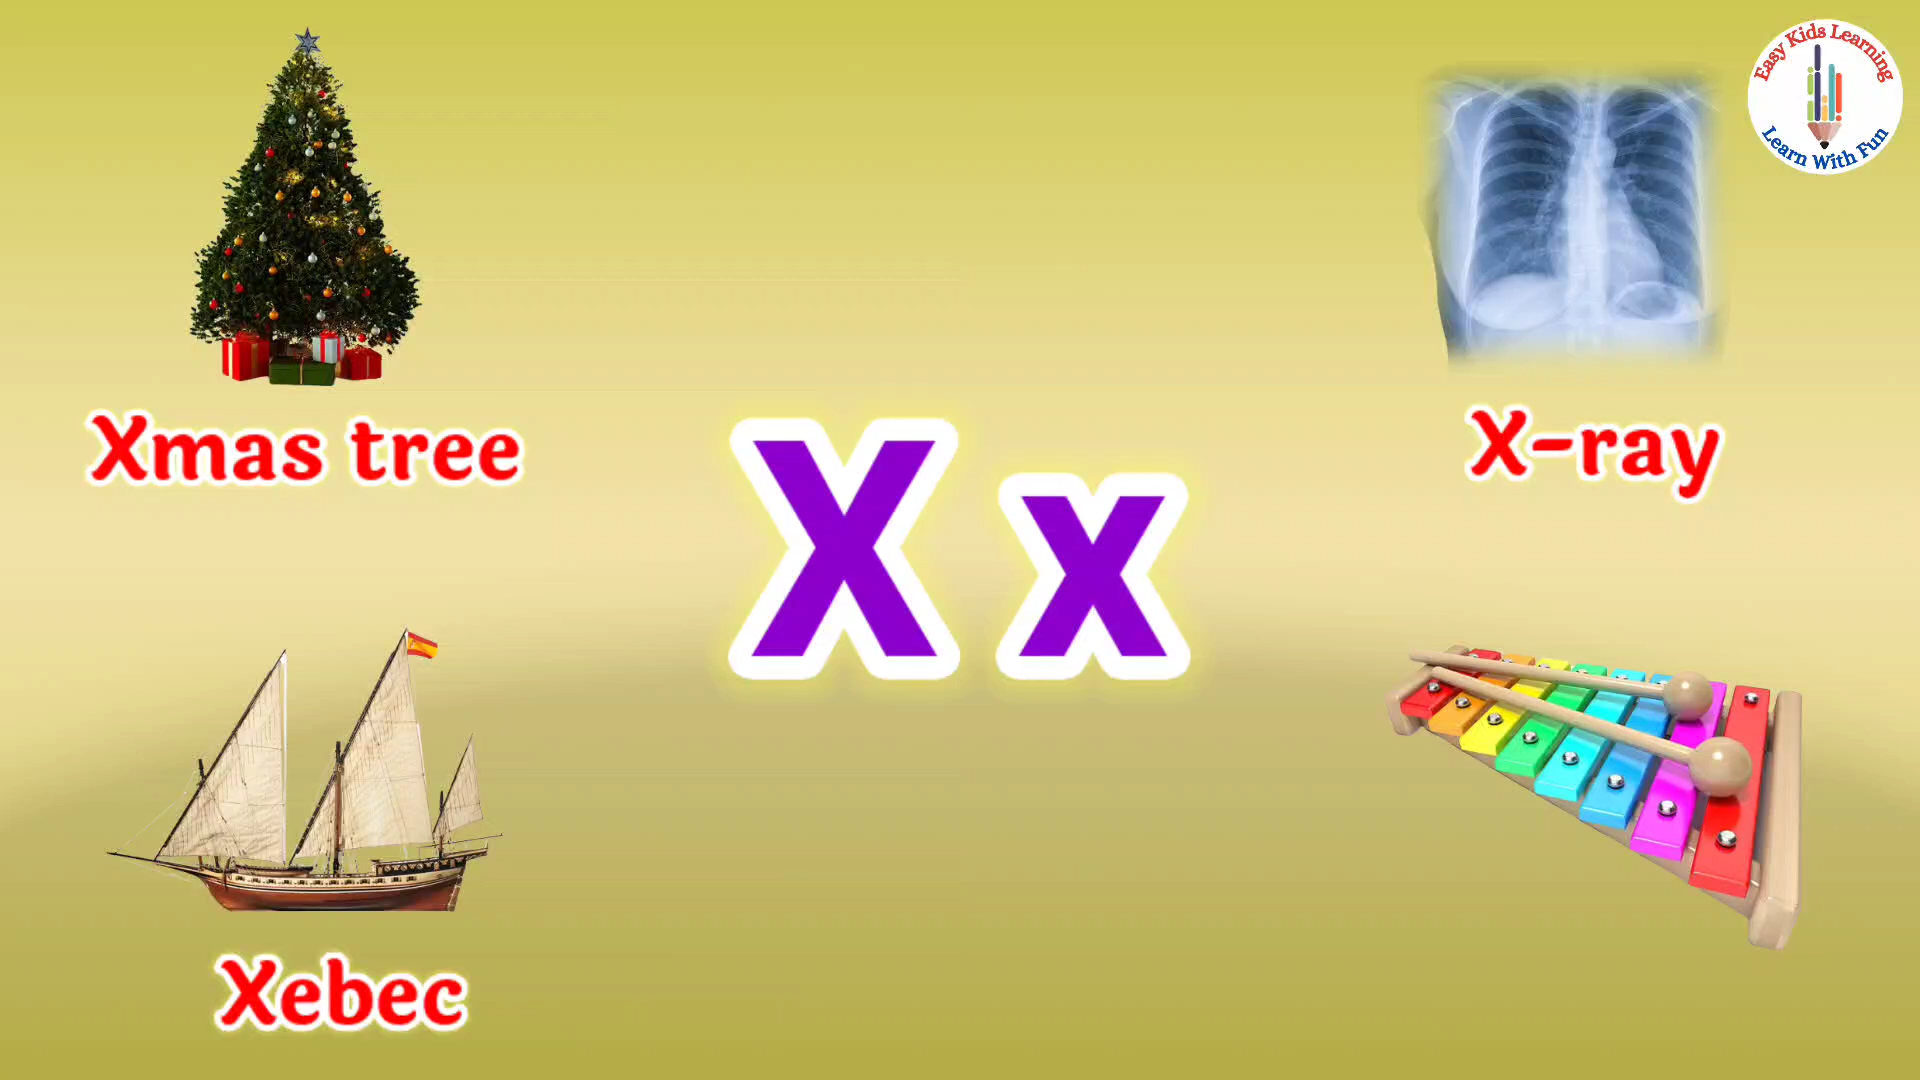 Easy Kids Learning
Learn With Fun
Xmas tree
X-ray
X x
Xebec